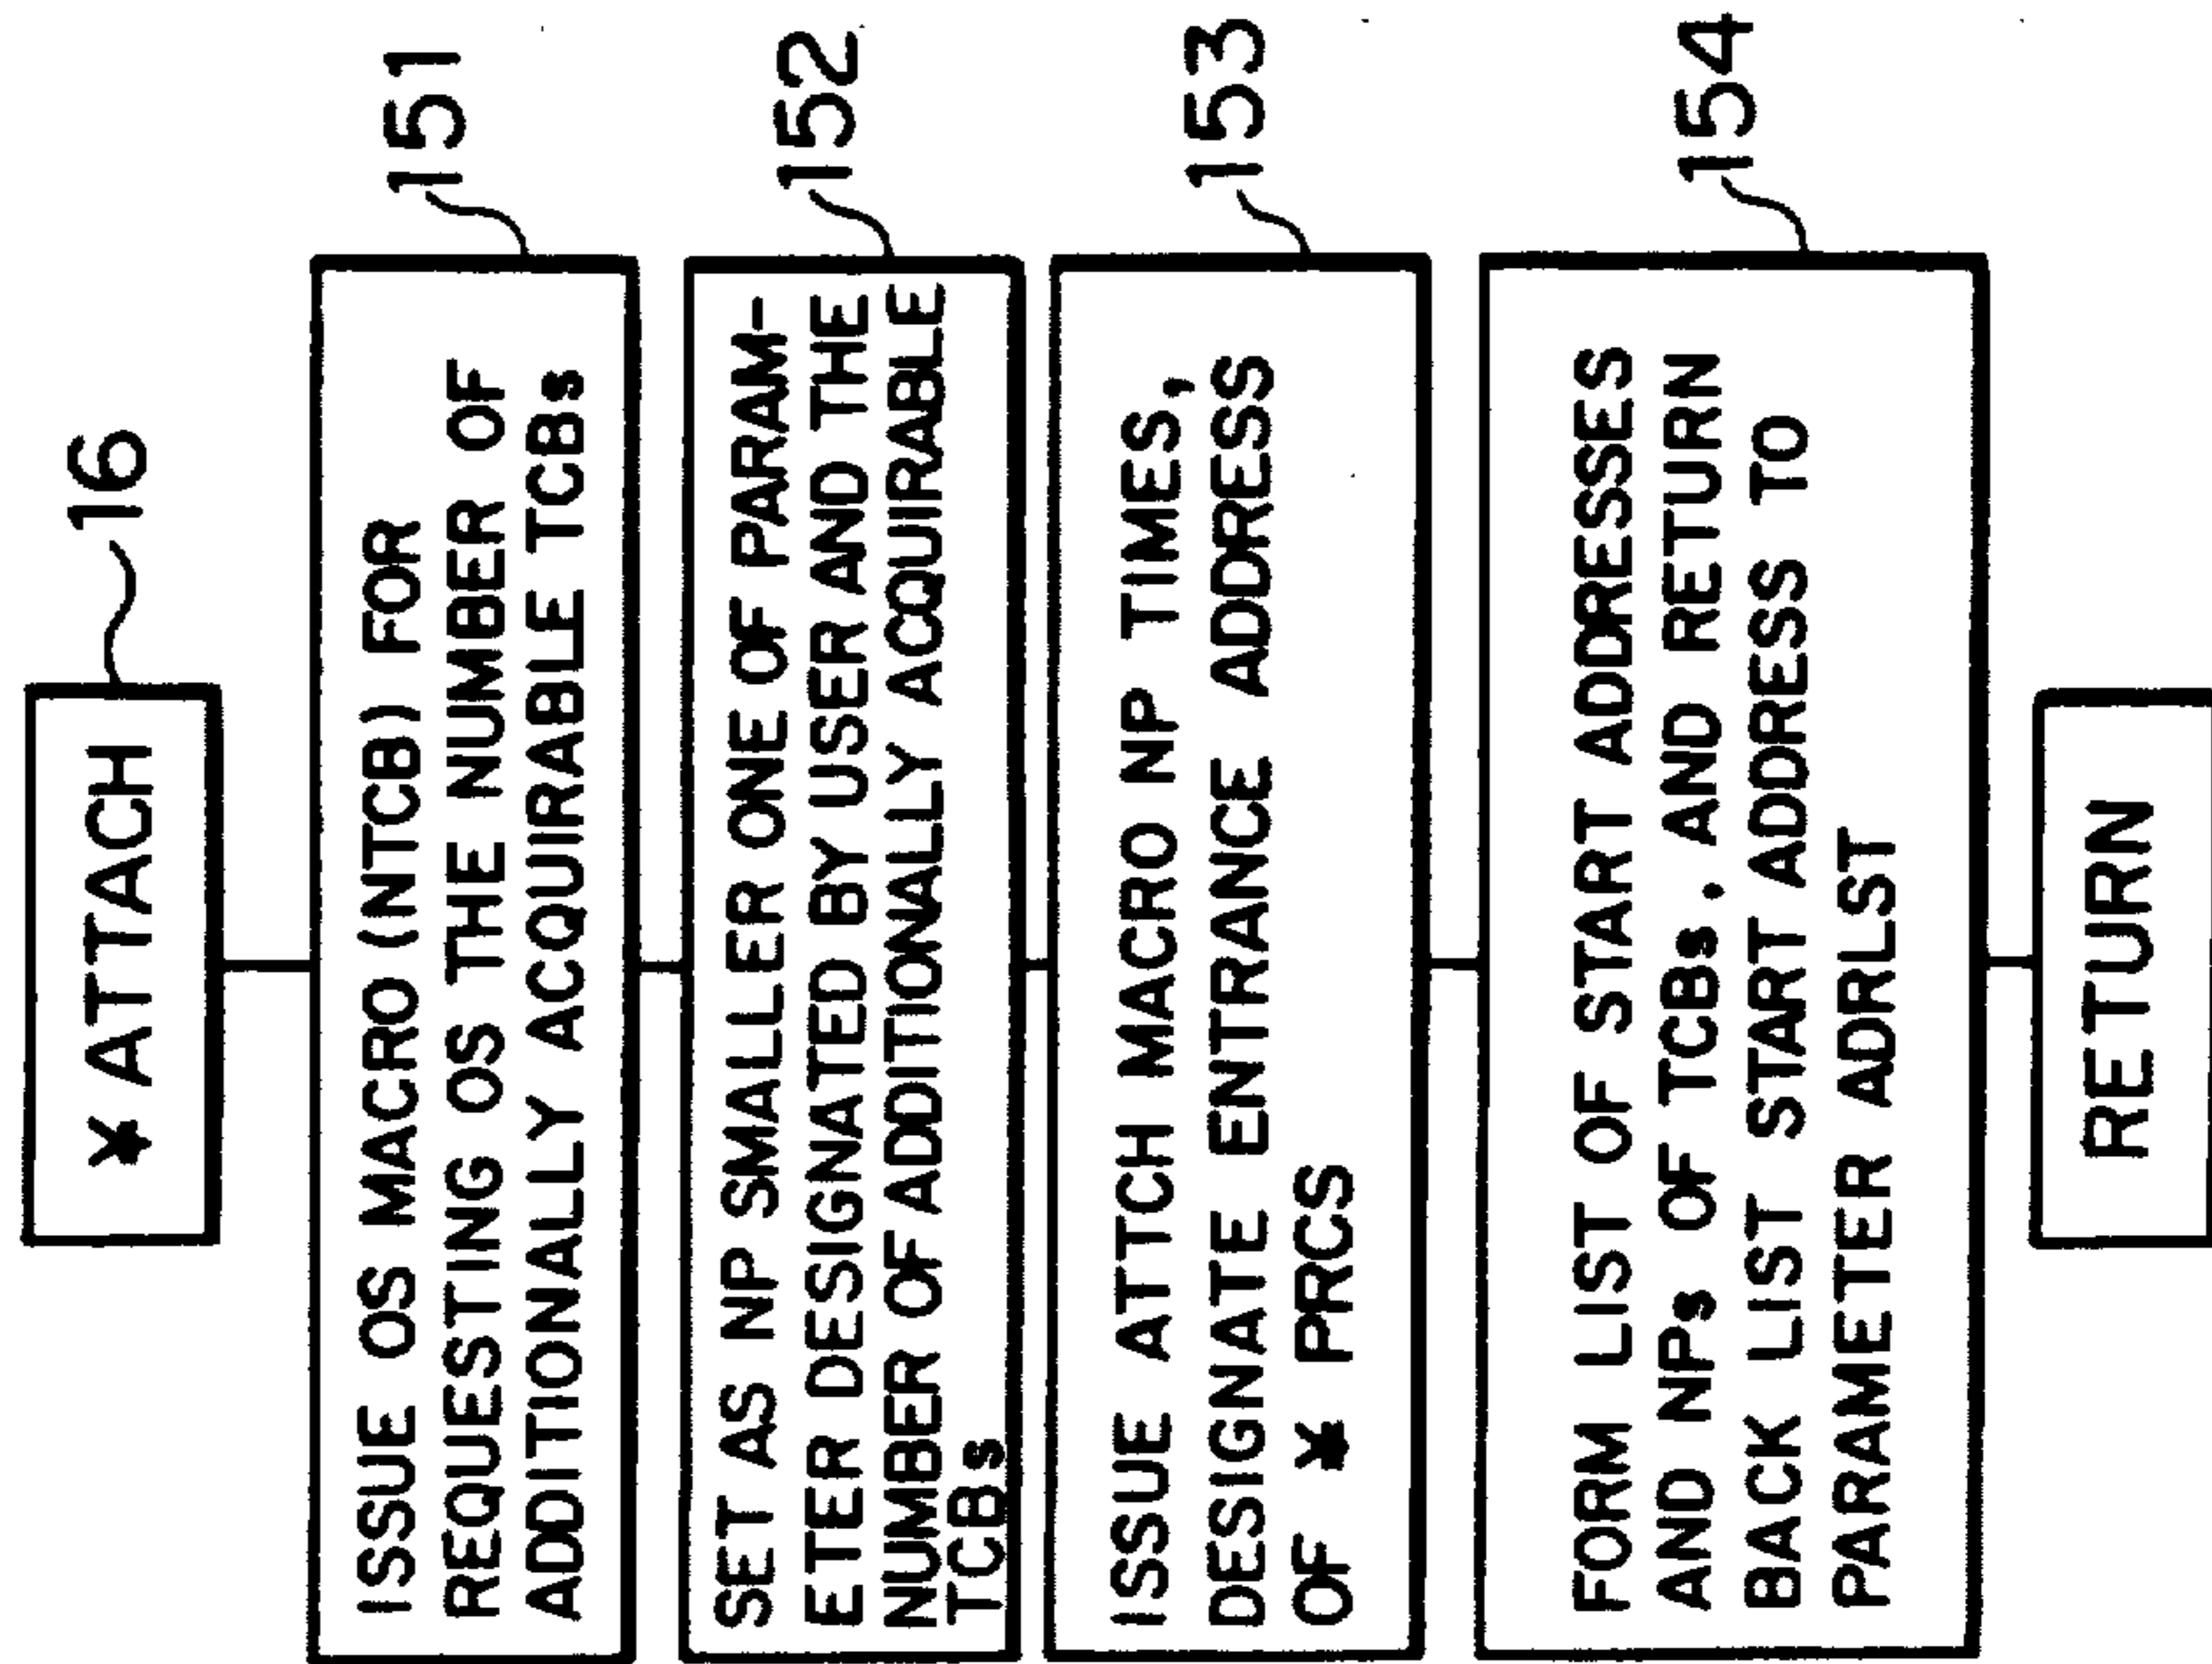 * ATTACH
16
ISSUE OS MACRO (NTCB) FOR
REQUESTING OS THE NUMBER OF
ADDITIONALLY ACQUIRABLE TCBs
151
SET AS NP SMALLER ONE OF PARAM-
ETER DESIGNATED BY USER AND THE
NUMBER OF ADDITIONALLY ACQUIRABLE
TCBs
152
ISSUE ATTCH MACRO NP TIMES,
DESIGNATE ENTRANCE ADDRESS
OF * PRCS
153
FORM LIST OF START ADDRESSES
AND NPs OF TCBs. AND RETURN
BACK LIST START ADDRESS TO
PARAMETER ADRLST
154
RETURN